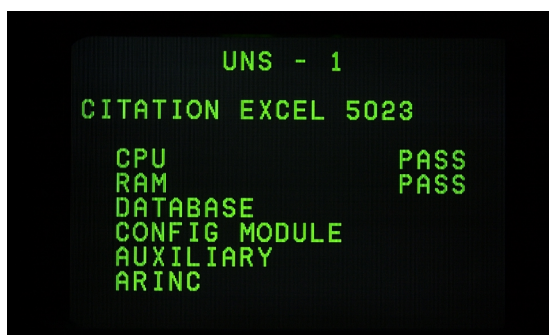 UNS - 1
CITATION EXCEL 5023
CPU PASS
RAM PASS
DATABASE
CONFIG MODULE
AUXILIARY
ARINC